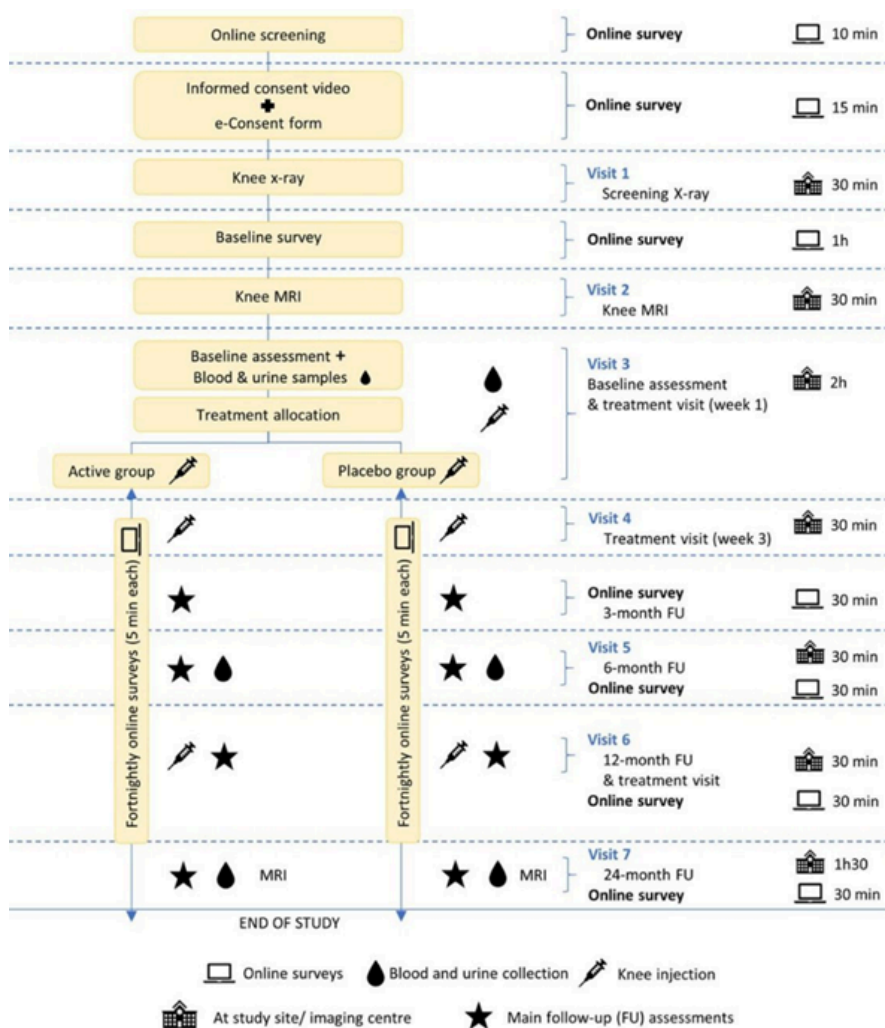 Online screening
Online survey
10 min
Informed consent video
e-Consent form
Online survey
15 min
Knee x-ray
Visit 1
Screening X-ray
30 min
Baseline survey
Online survey
1h
Knee MRI
Visit 2
Knee MRI
30 min
Baseline assessment +
Blood & urine samples
Treatment allocation
Visit 3
Baseline assessment
& treatment visit (week 1)
2h
Active group
Placebo group
Fortnightly online surveys (5 min each)
Fortnightly online surveys (5 min each)
Visit 4
Treatment visit (week 3)
30 min
Online survey
3-month FU
30 min
Visit 5
6-month FU
Online survey
30 min
30 min
Visit 6
12-month FU
& treatment visit
Online survey
30 min
30 min
MRI
MRI
Visit 7
24-month FU
Online survey
1h30
30 min
END OF STUDY
Online surveys
Blood and urine collection
Knee injection
At study site/ imaging centre
Main follow-up (FU) assessments